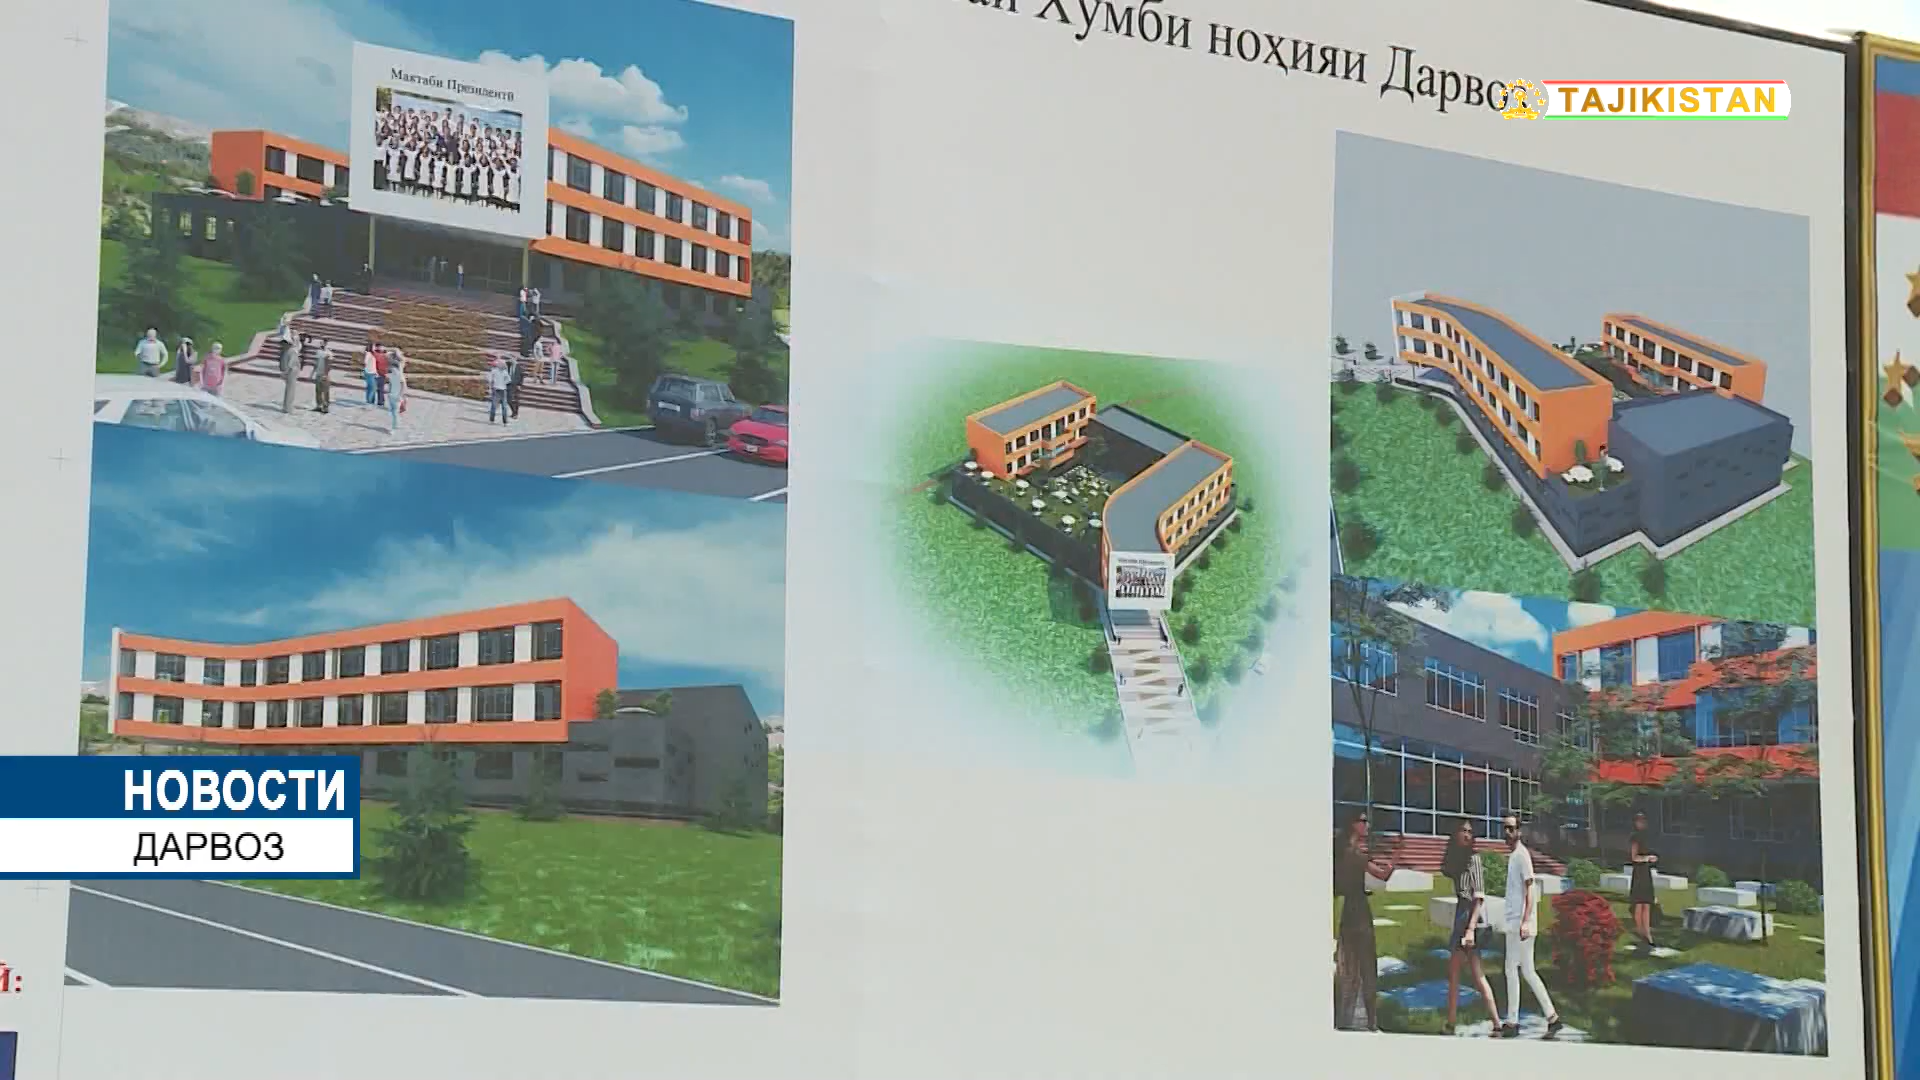 Хумби ноҳияи Дарвоз
TAJIKISTAN
Мактаби Президентӣ
НОВОСТИ
ДАРВОЗ